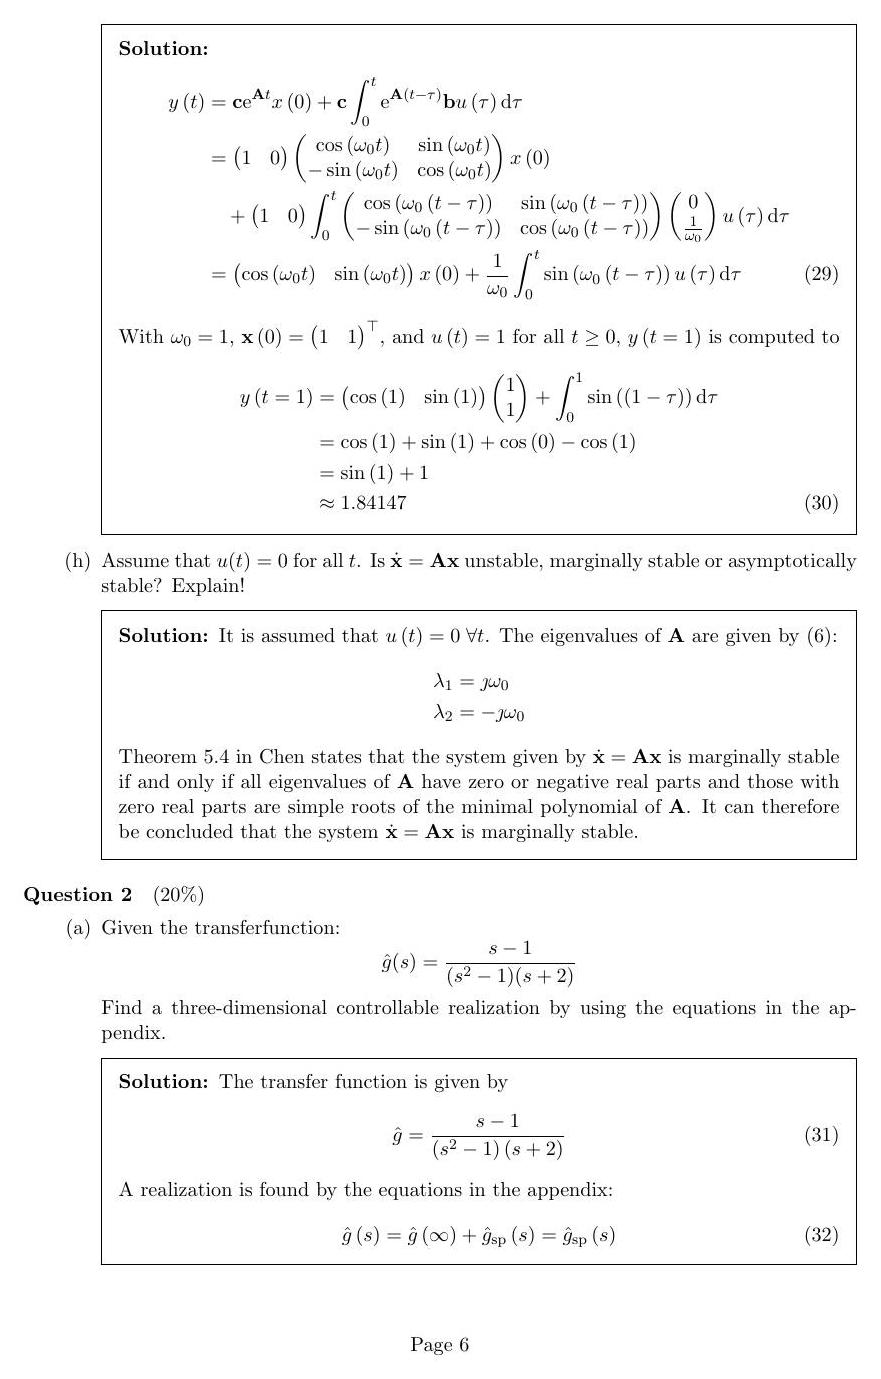 Solution:
y (t) = ce^{At}x (0) + c ∫_0^t e^{A(t−τ)}bu (τ) dτ
= (1 0) ( cos (ω₀t) sin (ω₀t) ; − sin (ω₀t) cos (ω₀t) ) x (0)
+ (1 0) ∫_0^t ( cos (ω₀ (t − τ)) sin (ω₀ (t − τ)) ; − sin (ω₀ (t − τ)) cos (ω₀ (t − τ)) ) ( 0 ; 1/ω₀ ) u (τ) dτ
= (cos (ω₀t) sin (ω₀t)) x (0) + 1/ω₀ ∫_0^t sin (ω₀ (t − τ)) u (τ) dτ (29)
With ω₀ = 1, x (0) = (1 1)^⊤, and u (t) = 1 for all t ≥ 0, y (t = 1) is computed to
y (t = 1) = (cos (1) sin (1)) ( 1 ; 1 ) + ∫_0^1 sin ((1 − τ)) dτ
= cos (1) + sin (1) + cos (0) − cos (1)
= sin (1) + 1
≈ 1.84147 (30)
(h) Assume that u(t) = 0 for all t. Is ẋ = Ax unstable, marginally stable or asymptotically
stable? Explain!
Solution: It is assumed that u (t) = 0 ∀t. The eigenvalues of A are given by (6):
λ₁ = ȷω₀
λ₂ = −ȷω₀
Theorem 5.4 in Chen states that the system given by ẋ = Ax is marginally stable
if and only if all eigenvalues of A have zero or negative real parts and those with
zero real parts are simple roots of the minimal polynomial of A. It can therefore
be concluded that the system ẋ = Ax is marginally stable.
Question 2 (20%)
(a) Given the transferfunction:
ĝ(s) = (s − 1) / ((s² − 1)(s + 2))
Find a three-dimensional controllable realization by using the equations in the ap-
pendix.
Solution: The transfer function is given by
ĝ = (s − 1) / ((s² − 1) (s + 2)) (31)
A realization is found by the equations in the appendix:
ĝ (s) = ĝ (∞) + ĝ_sp (s) = ĝ_sp (s) (32)
Page 6